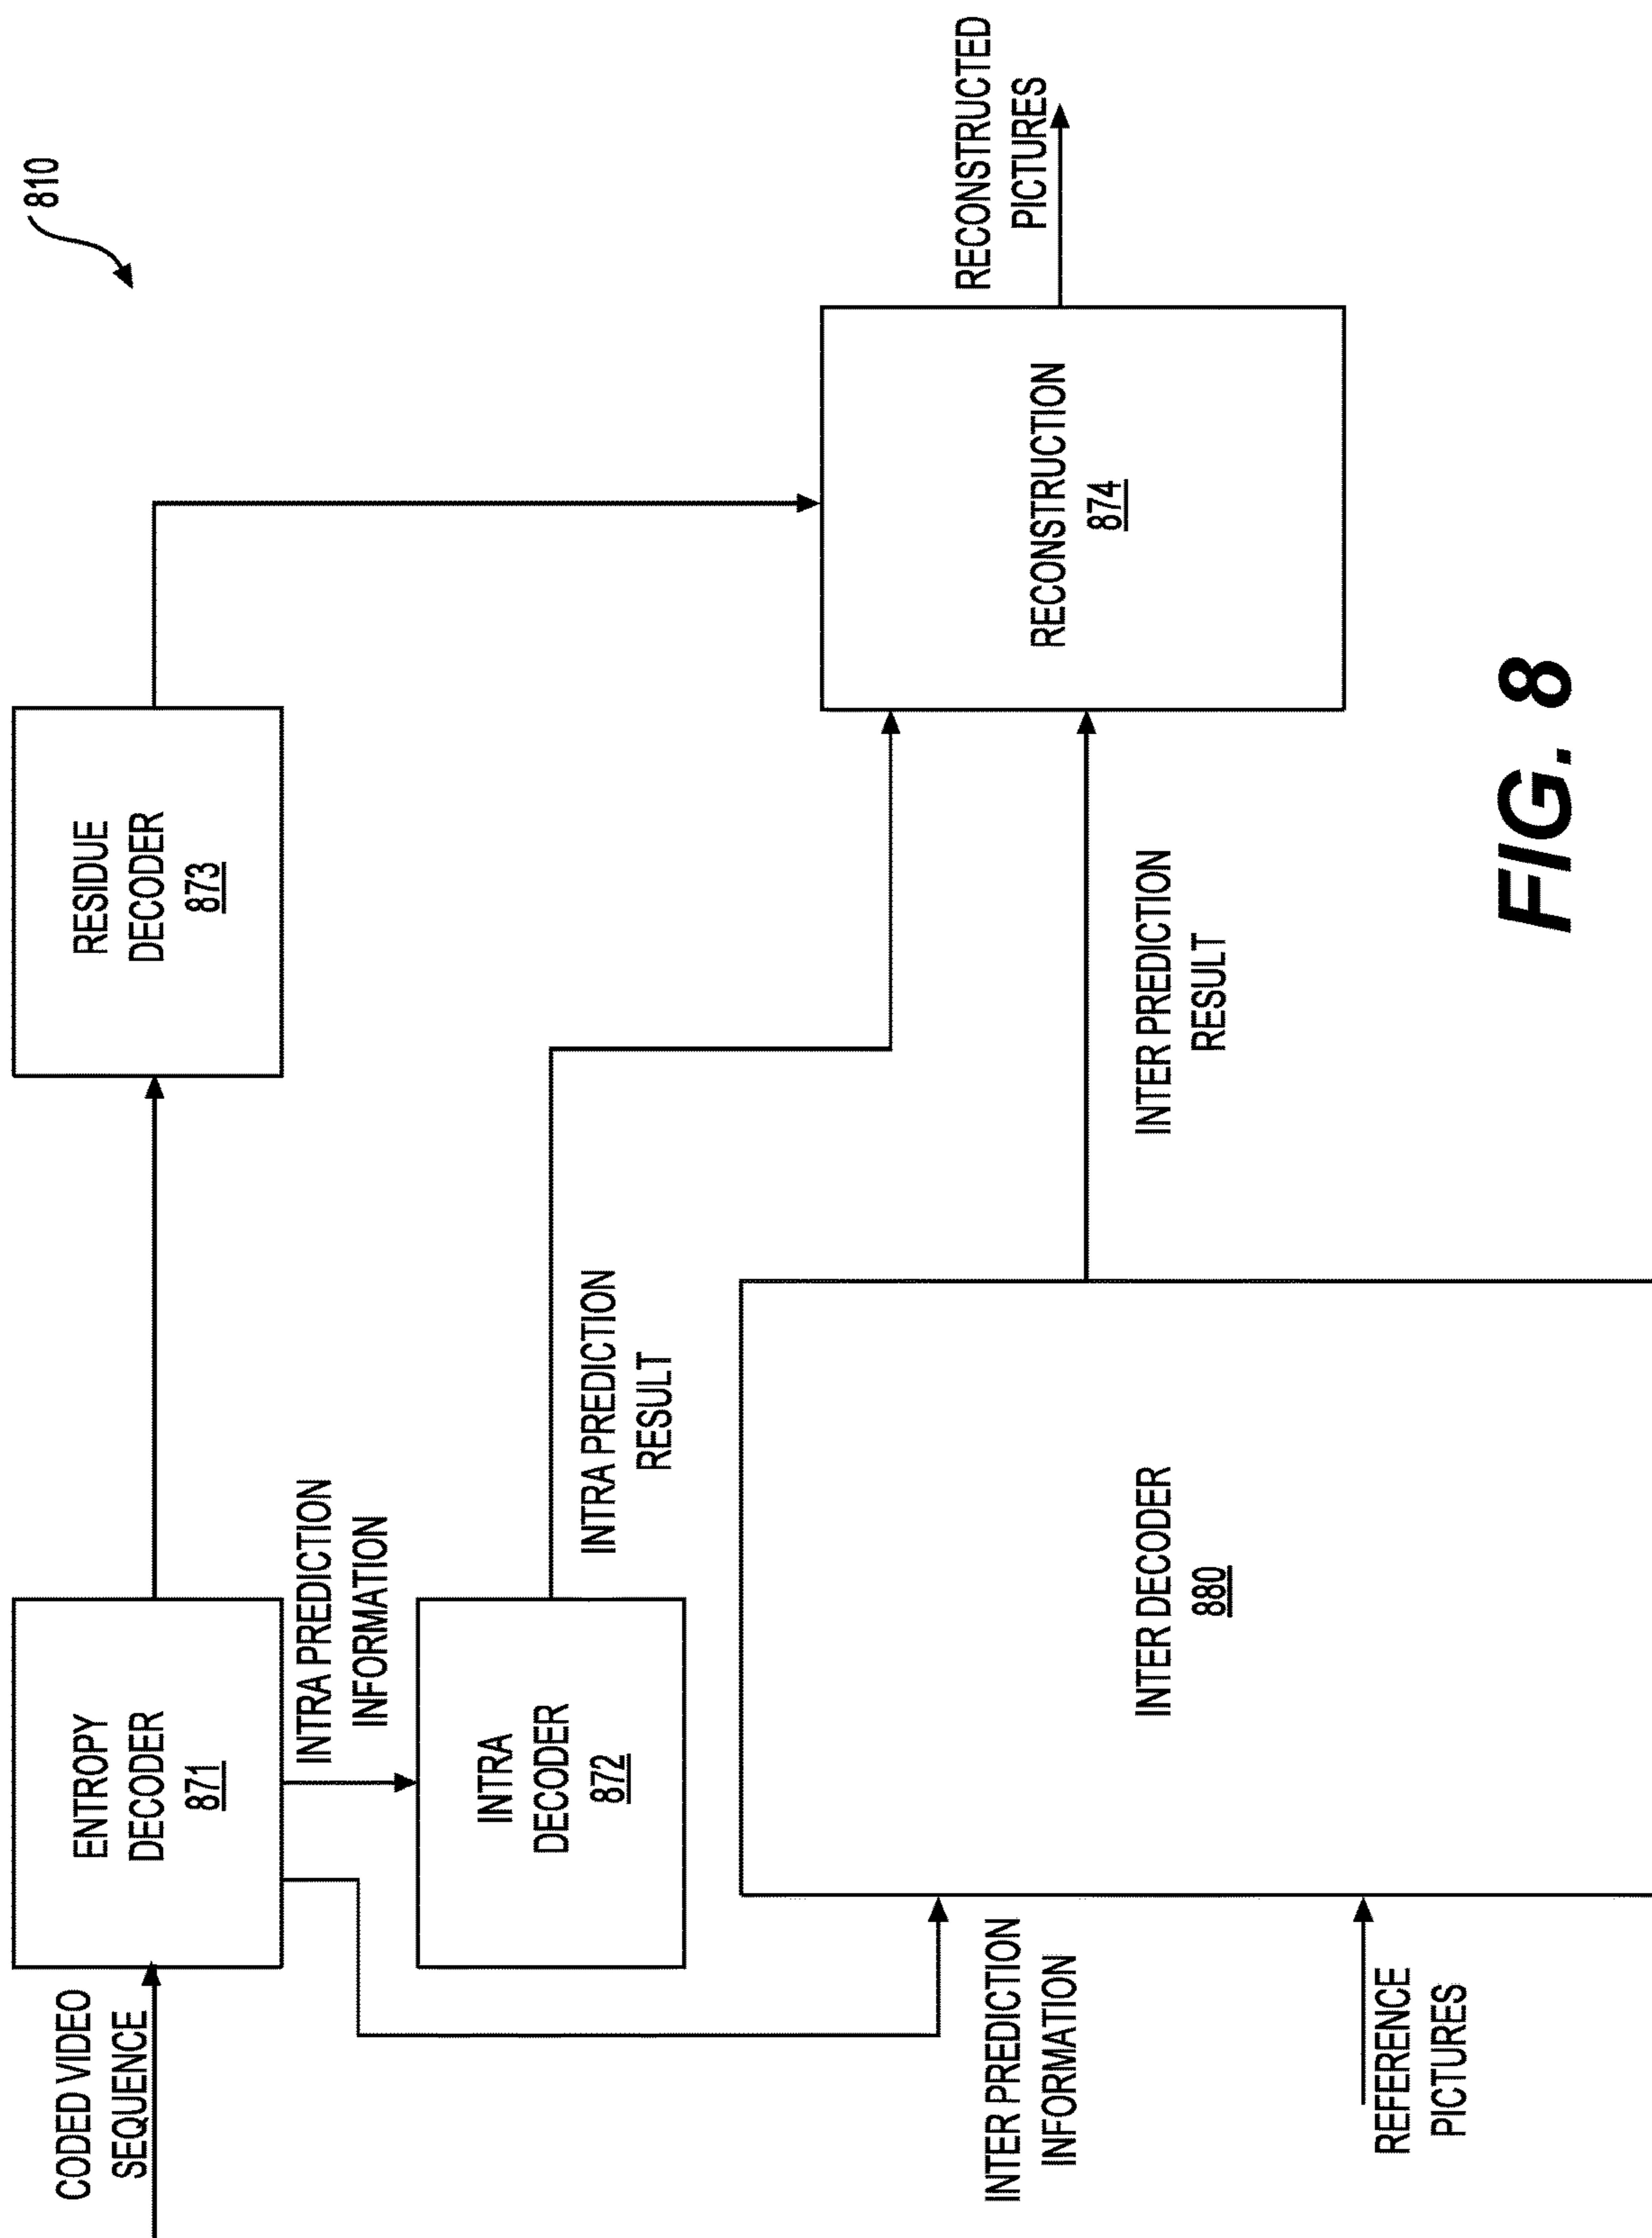 810
CODED VIDEO
SEQUENCE
ENTROPY
DECODER
871
RESIDUE
DECODER
873
INTRA PREDICTION
INFORMATION
INTRA
DECODER
872
INTRA PREDICTION
RESULT
RECONSTRUCTED
PICTURES
RECONSTRUCTION
874
INTER PREDICTION
INFORMATION
INTER DECODER
880
INTER PREDICTION
RESULT
REFERENCE
PICTURES
FIG. 8